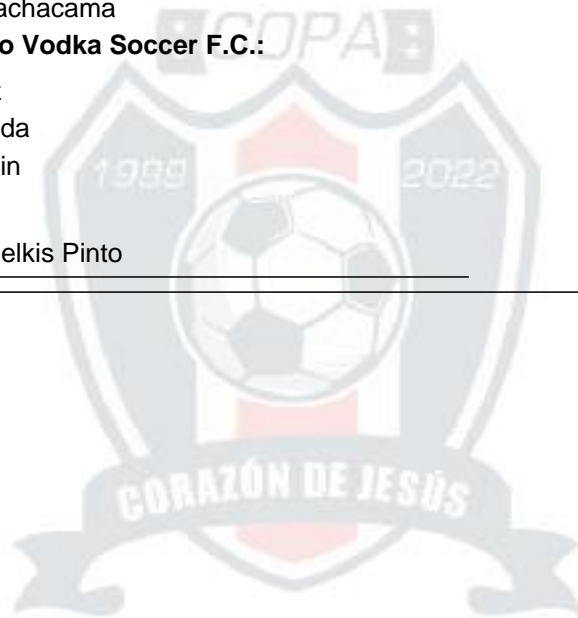 achacama
COPA
o Vodka Soccer F.C.:
da
1999 2022
in
elkis Pinto
CORAZÓN DE JESÚS